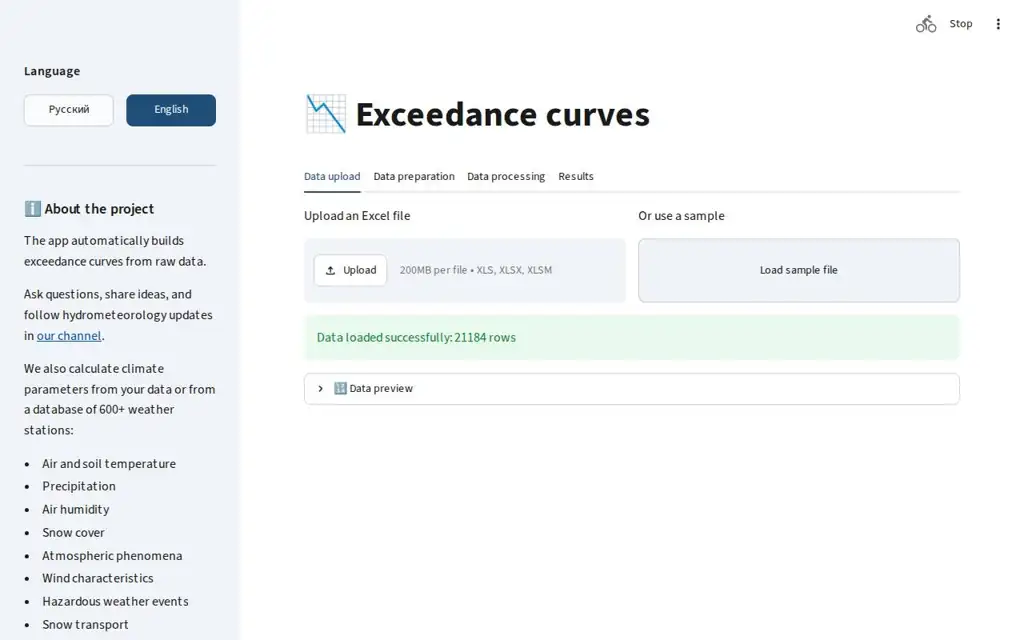 Stop
Language
Русский
English
About the project
The app automatically builds
exceedance curves from raw data.
Ask questions, share ideas, and
follow hydrometeorology updates
in our channel.
We also calculate climate
parameters from your data or from
a database of 600+ weather
stations:
• Air and soil temperature
• Precipitation
• Air humidity
• Snow cover
• Atmospheric phenomena
• Wind characteristics
• Hazardous weather events
• Snow transport
Exceedance curves
Data upload Data preparation Data processing Results
Upload an Excel file
Upload 200MB per file • XLS, XLSX, XLSM
Or use a sample
Load sample file
Data loaded successfully: 21184 rows
Data preview